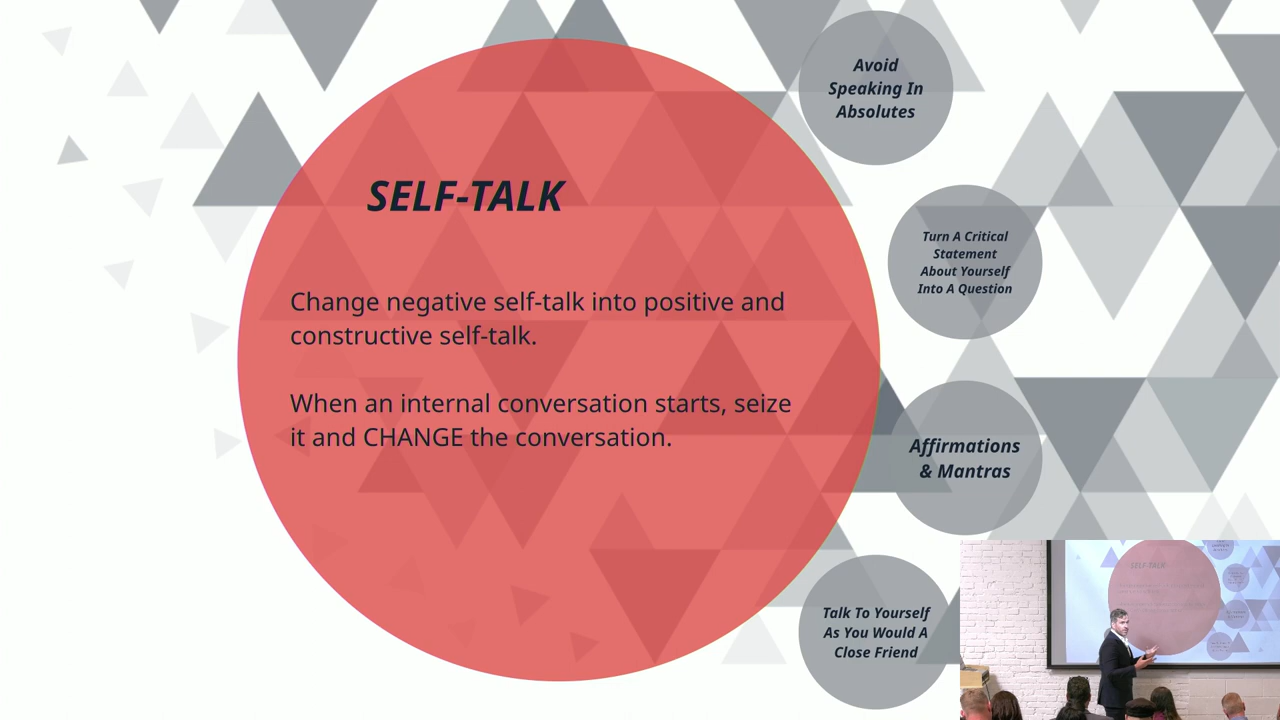 SELF-TALK
Change negative self-talk into positive and
constructive self-talk.
When an internal conversation starts, seize
it and CHANGE the conversation.
Avoid
Speaking In
Absolutes
Turn A Critical
Statement
About Yourself
Into A Question
Affirmations
& Mantras
Talk To Yourself
As You Would A
Close Friend
SELF-TALK